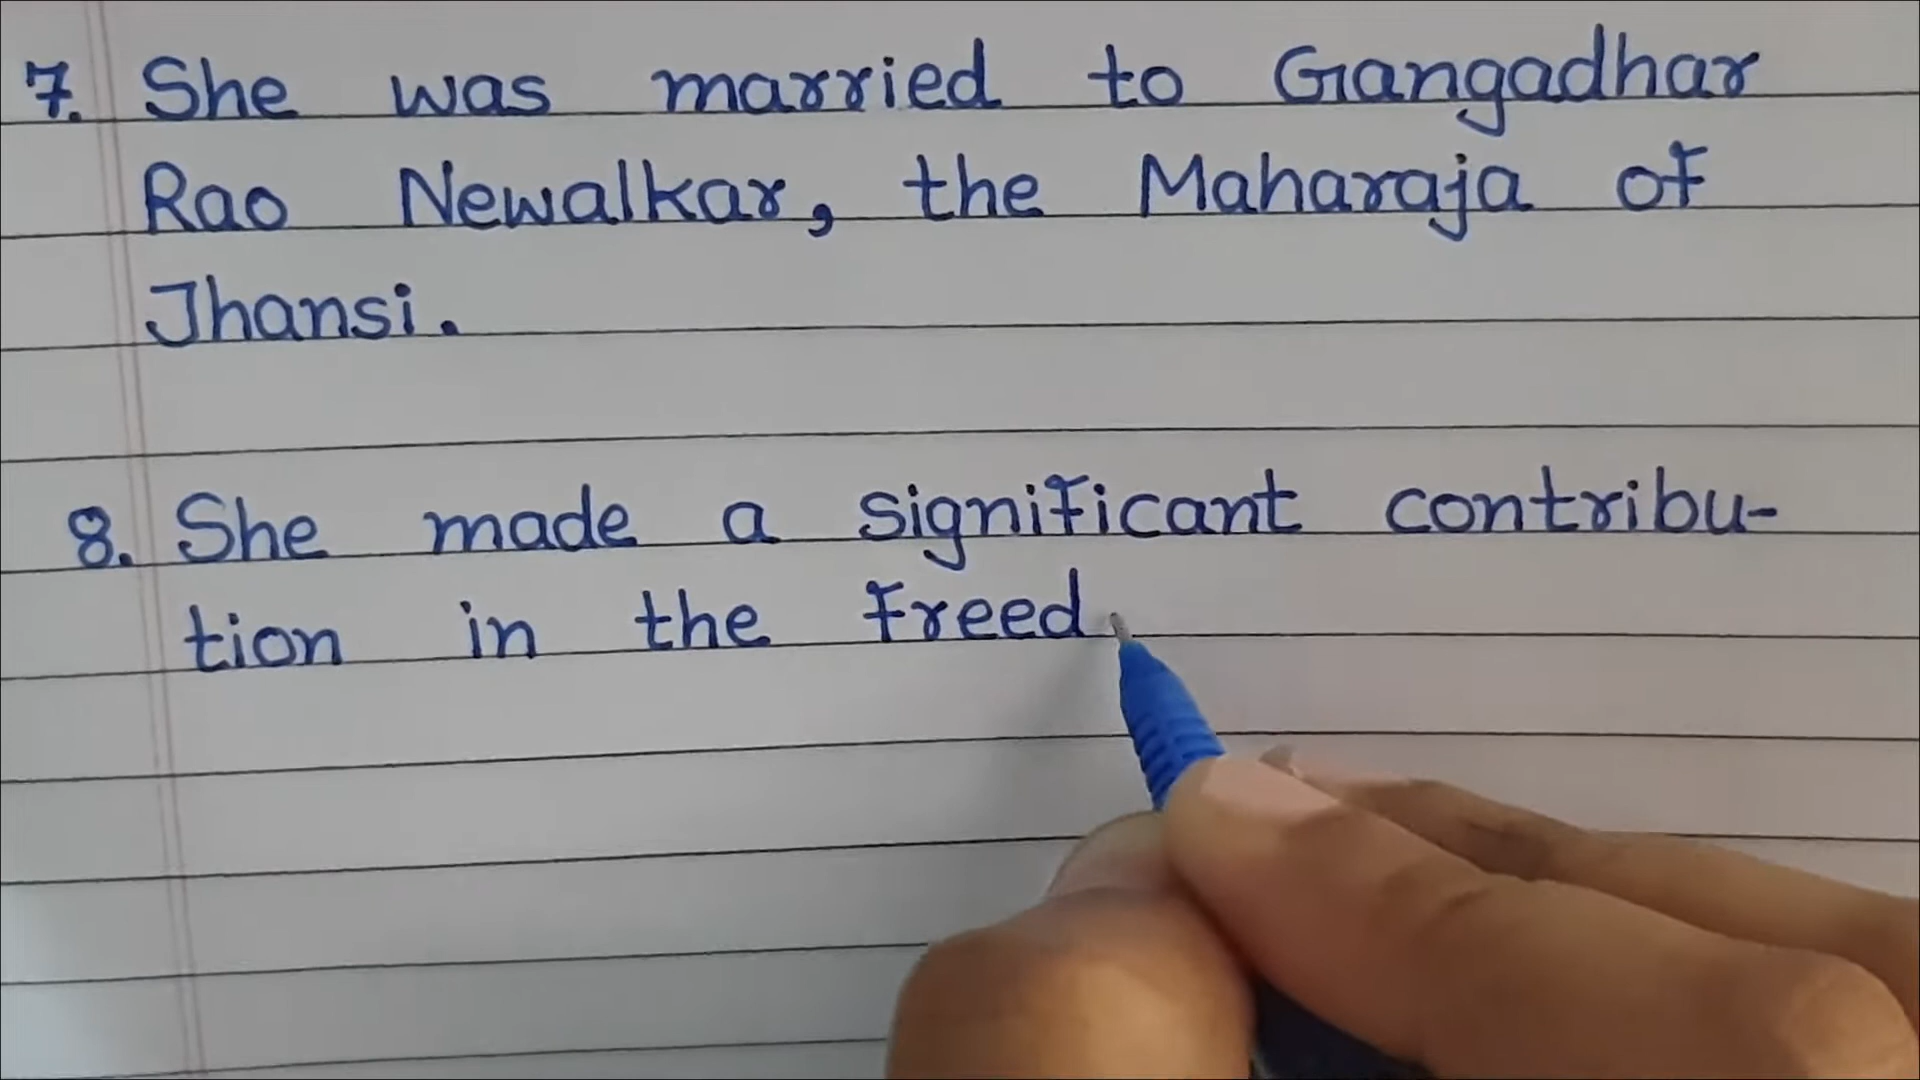 7. She was married to Gangadhar
Rao Newalkar, the Maharaja of
Jhansi.
8. She made a significant contribu-
tion in the freed